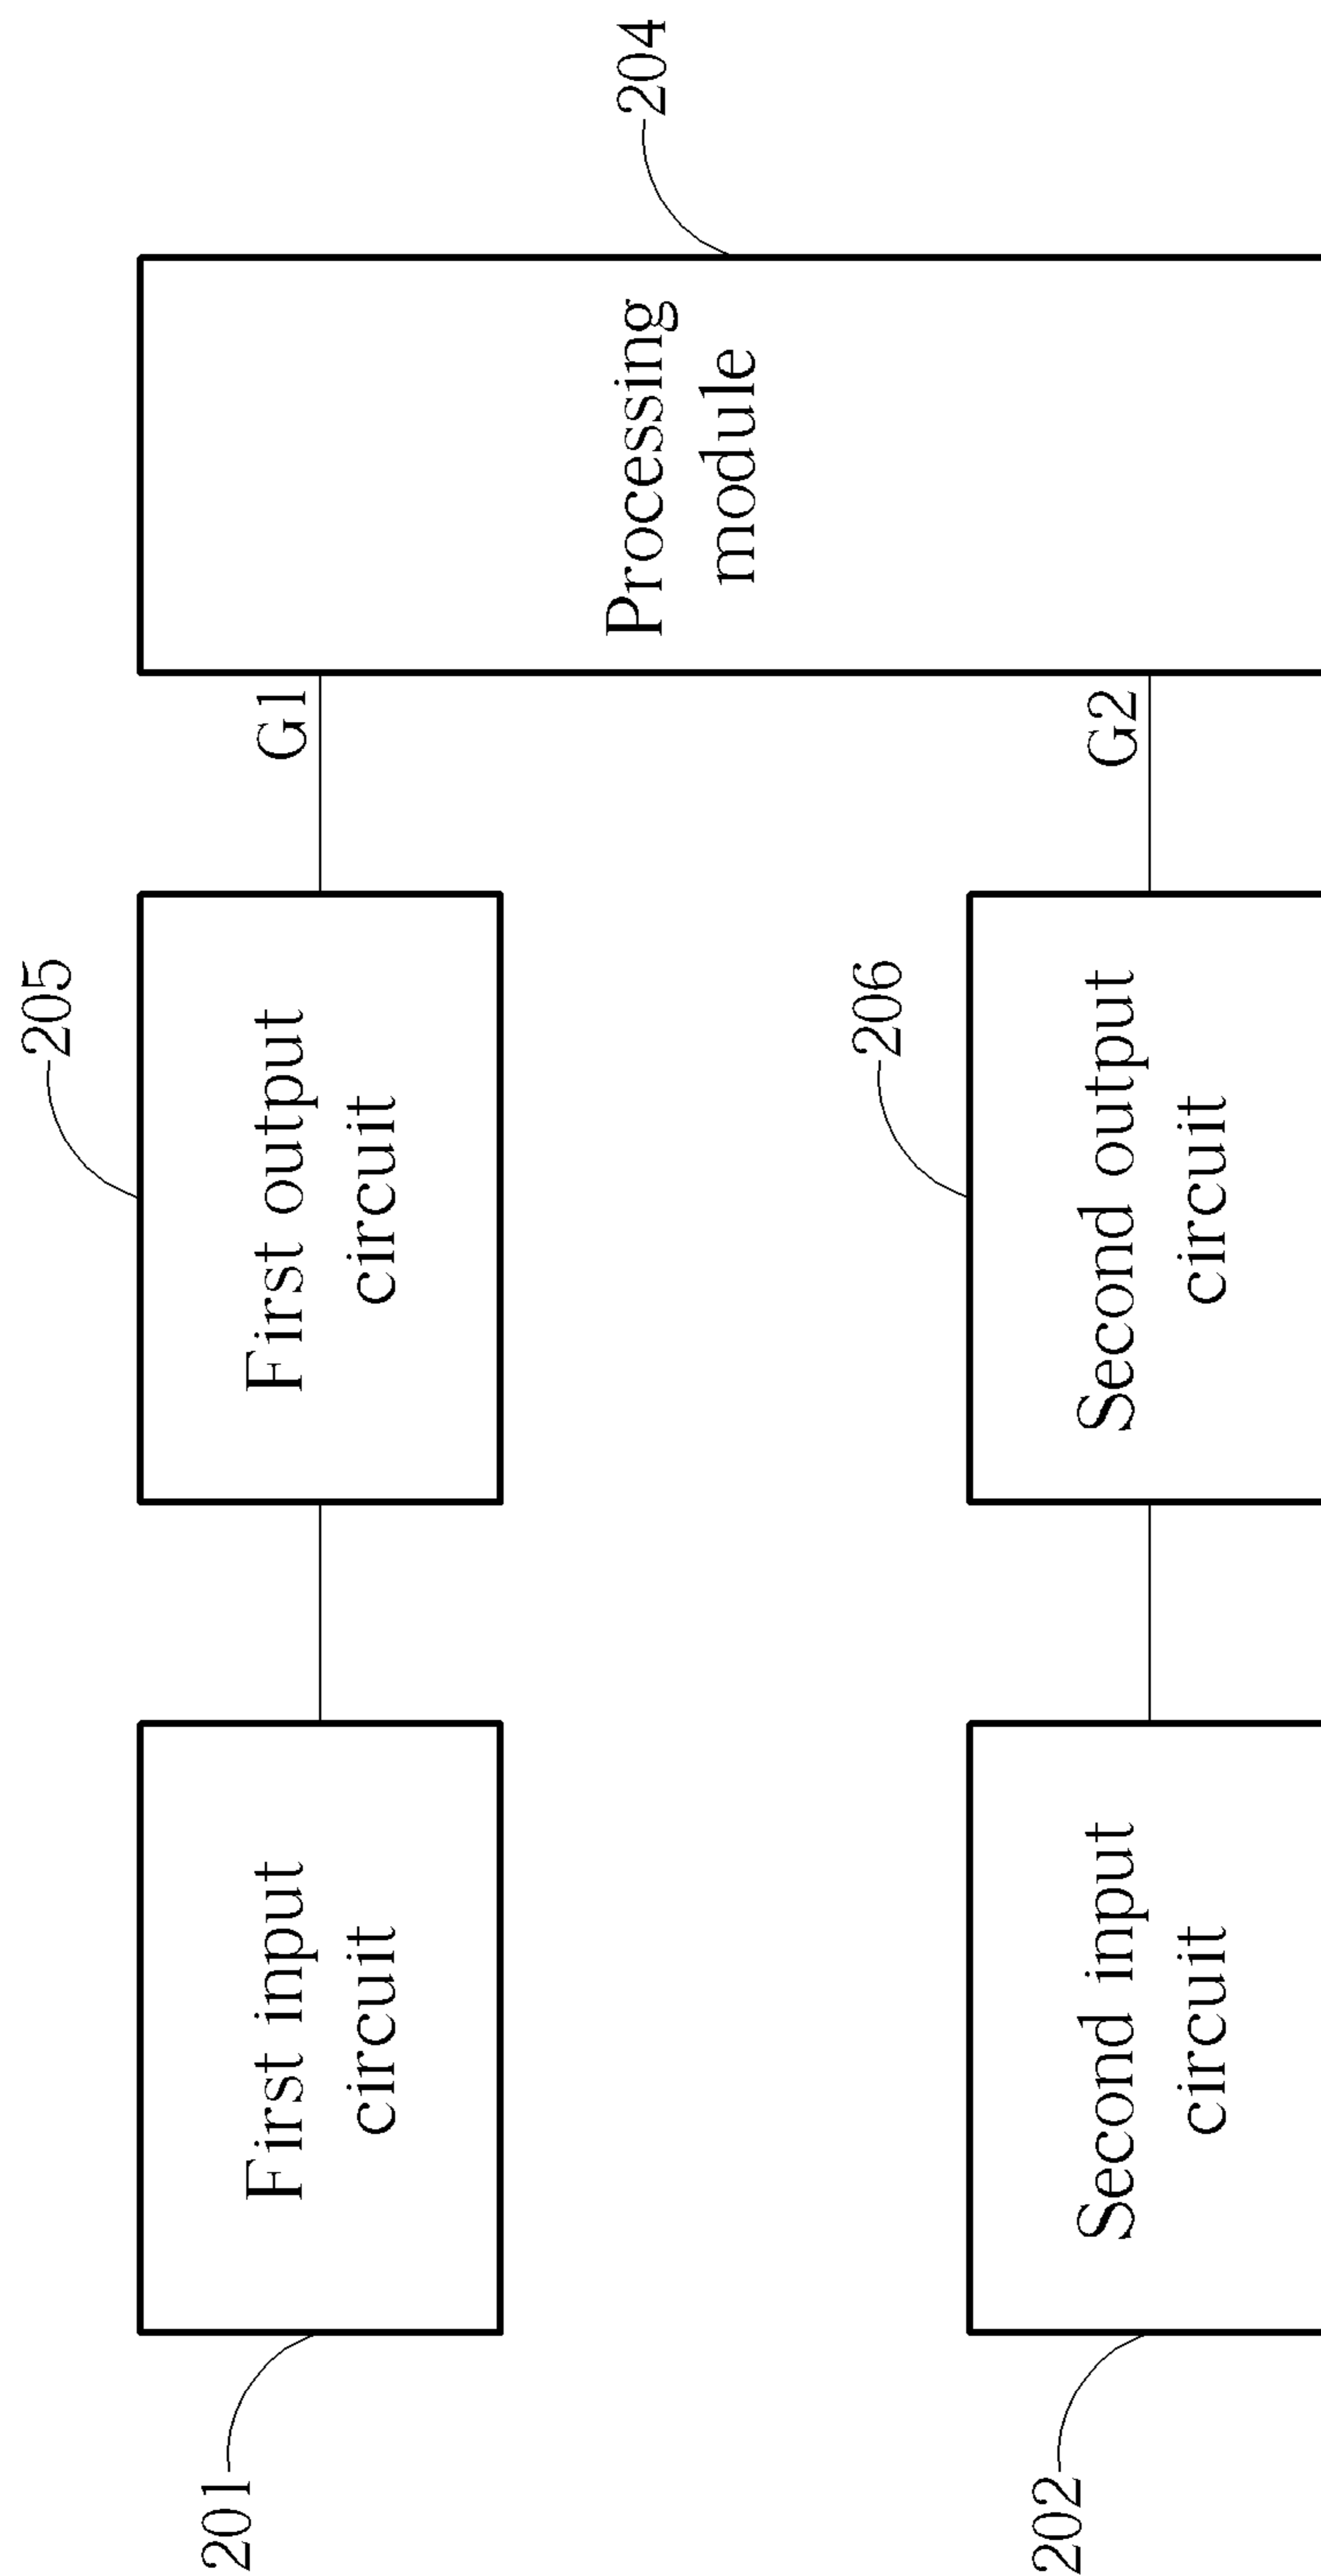 201
First input
circuit
205
First output
circuit
G1
Processing
module
204
202
Second input
circuit
206
Second output
circuit
G2